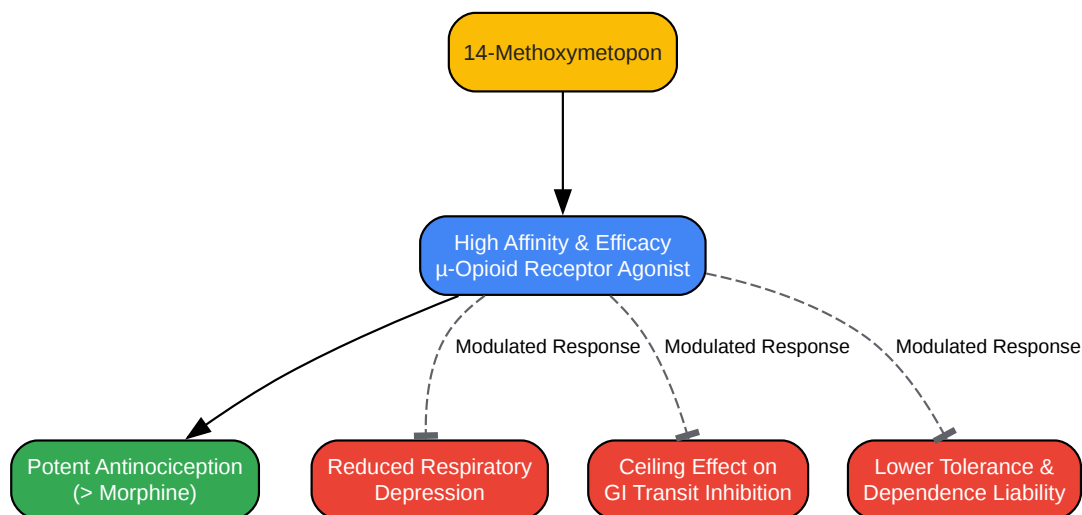 14-Methoxymetopon
High Affinity & Efficacy
µ-Opioid Receptor Agonist
Modulated Response
Modulated Response
Modulated Response
Potent Antinociception
(> Morphine)
Reduced Respiratory
Depression
Ceiling Effect on
GI Transit Inhibition
Lower Tolerance &
Dependence Liability